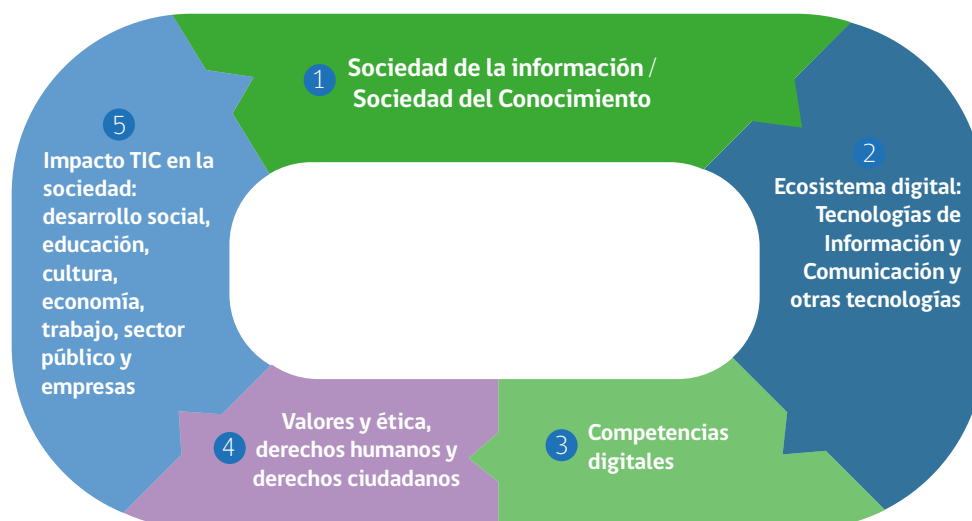 1 Sociedad de la información /
Sociedad del Conocimiento
2
Ecosistema digital:
Tecnologías de
Información y
Comunicación y
otras tecnologías
3 Competencias
digitales
4 Valores y ética,
derechos humanos y
derechos ciudadanos
5
Impacto TIC en la
sociedad:
desarrollo social,
educación,
cultura,
economía,
trabajo, sector
público y
empresas